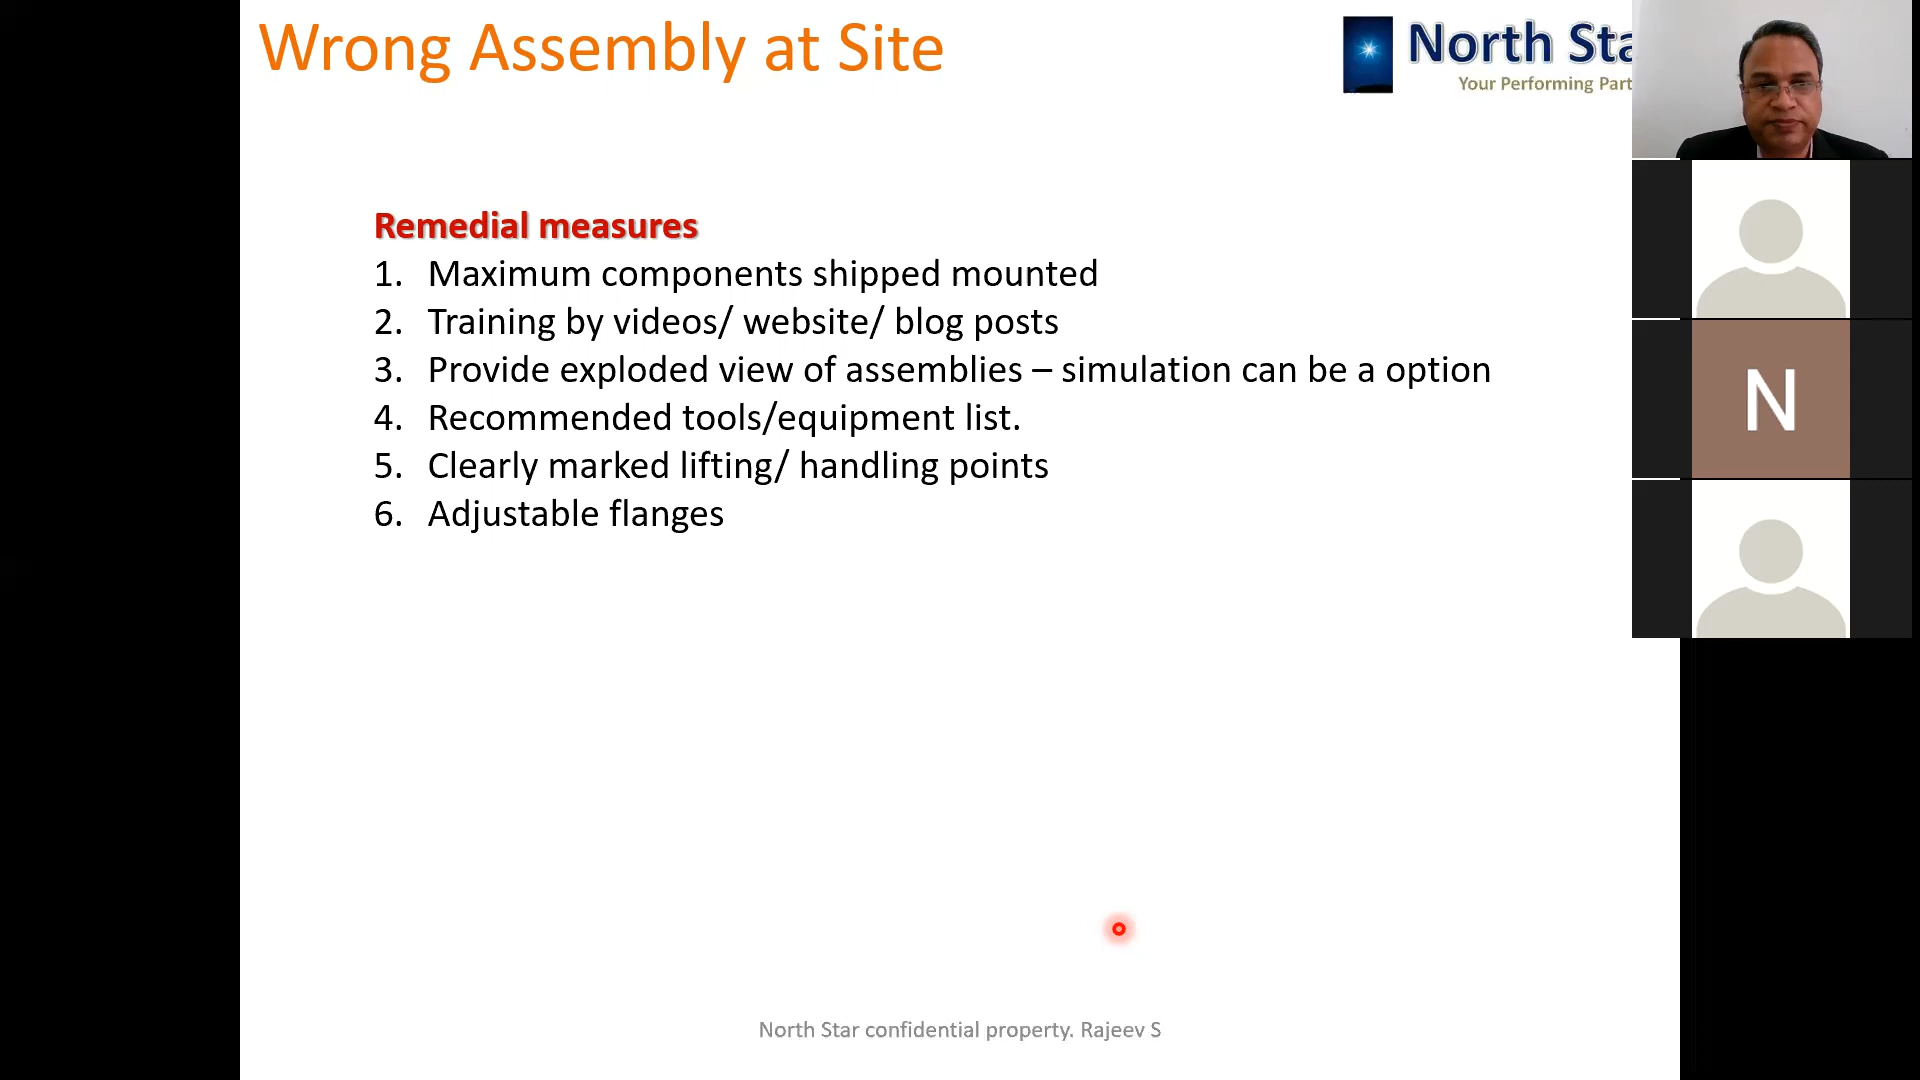 Wrong Assembly at Site
North Sta
Your Performing Part
Remedial measures
1. Maximum components shipped mounted
2. Training by videos/ website/ blog posts
3. Provide exploded view of assemblies – simulation can be a option
4. Recommended tools/equipment list.
5. Clearly marked lifting/ handling points
6. Adjustable flanges
N
North Star confidential property. Rajeev S